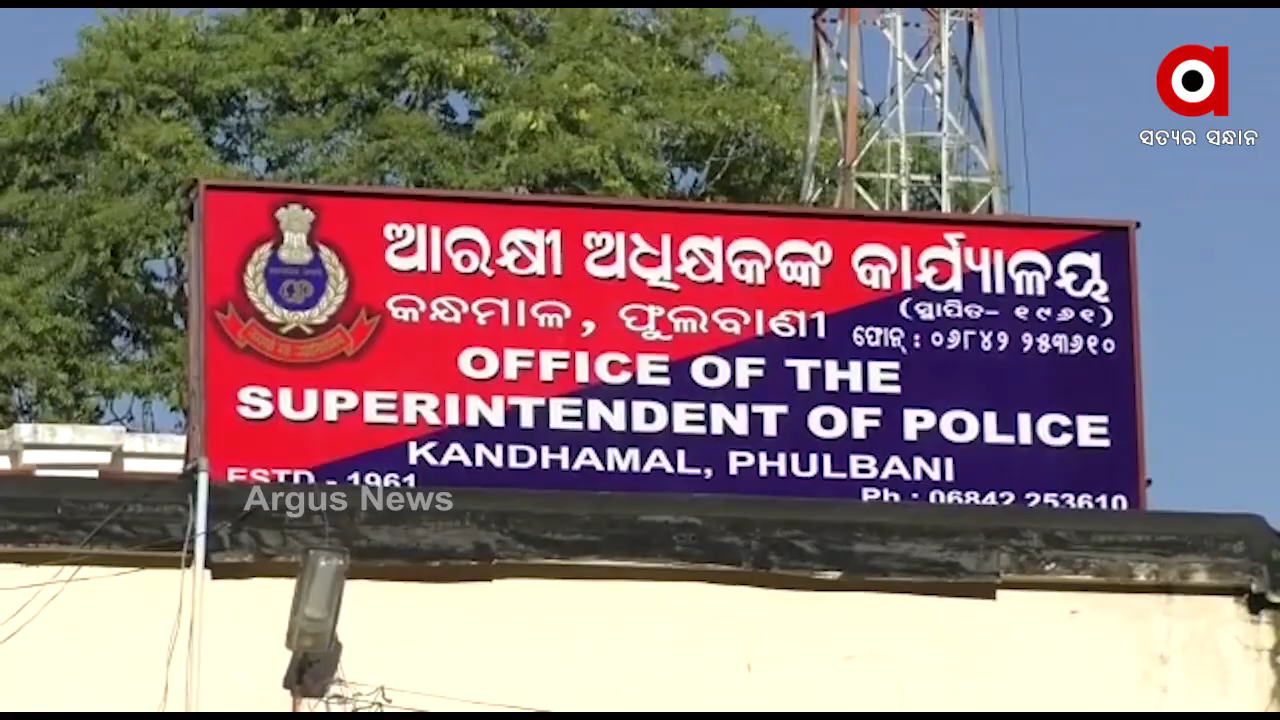 ସତ୍ୟର ସନ୍ଧାନ
ଆରକ୍ଷୀ ଅଧିକ୍ଷକଙ୍କ କାର୍ଯ୍ୟାଳୟ
କନ୍ଧମାଳ, ଫୁଲବାଣୀ
(ସ୍ଥାପିତ- ୧୯୬୧)
ଫୋନ୍ : ୦୬୮୪୨ ୨୫୩୬୧୦
OFFICE OF THE
SUPERINTENDENT OF POLICE
KANDHAMAL, PHULBANI
ESTD - 1961
Ph : 06842 253610
Argus News